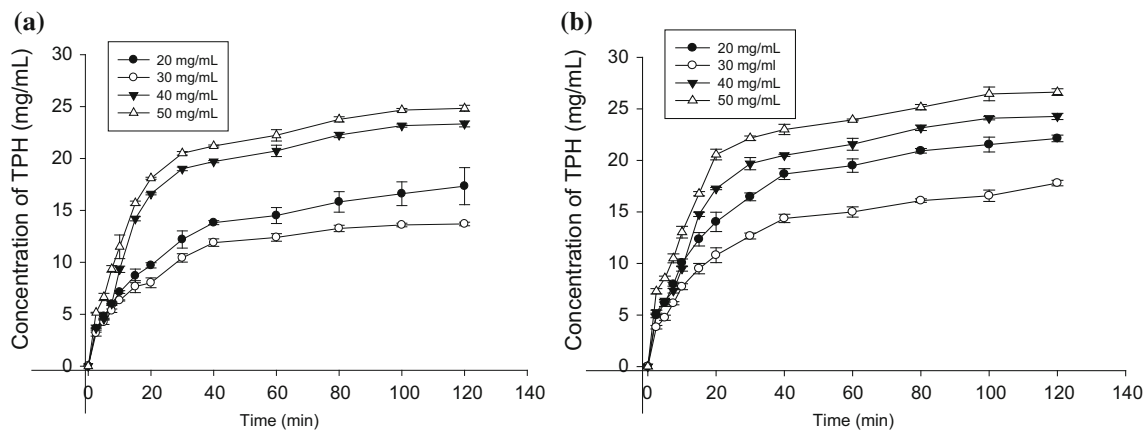 (a)
Concentration of TPH (mg/mL)
30
25
20
15
10
5
0
20 mg/mL
30 mg/mL
40 mg/mL
50 mg/mL
0 20 40 60 80 100 120 140
Time (min)
(b)
Concentration of TPH (mg/mL)
30
25
20
15
10
5
0
20 mg/mL
30 mg/ml
40 mg/mL
50 mg/mL
0 20 40 60 80 100 120 140
Time (min)